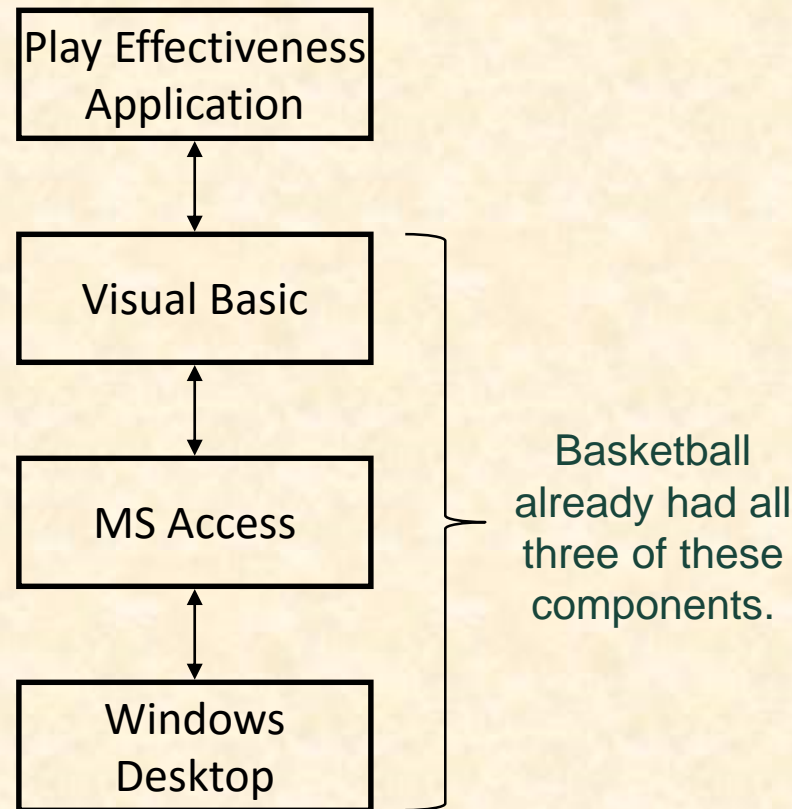 Play Effectiveness
Application
Visual Basic
MS Access
Windows
Desktop
Basketball
already had all
three of these
components.